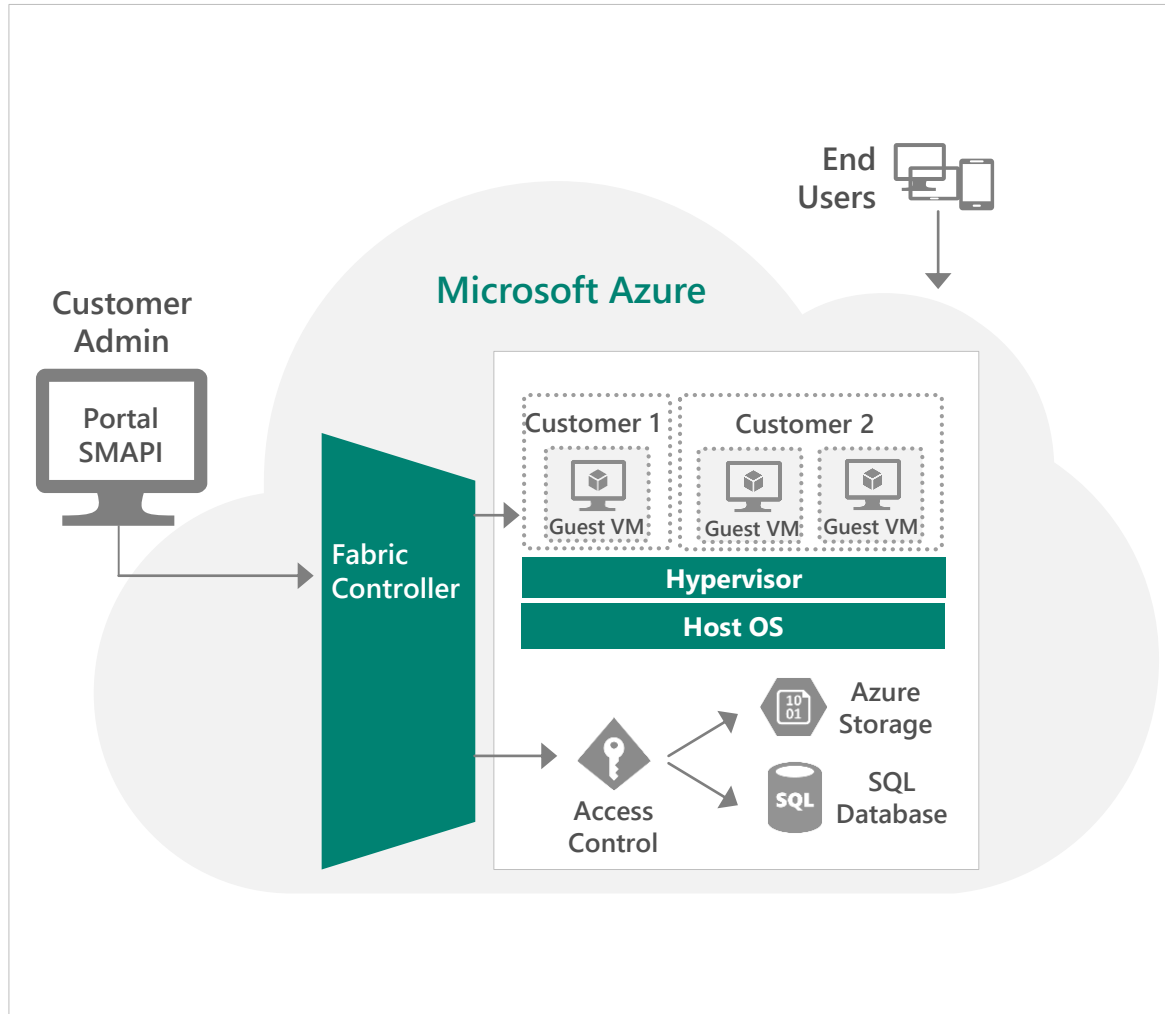 End
Users
Microsoft Azure
Customer
Admin
Portal
SMAPI
Customer 1
Customer 2
Guest VM
Guest VM
Guest VM
Fabric
Controller
Hypervisor
Host OS
10
01
Azure
Storage
Access
Control
SQL
SQL
Database